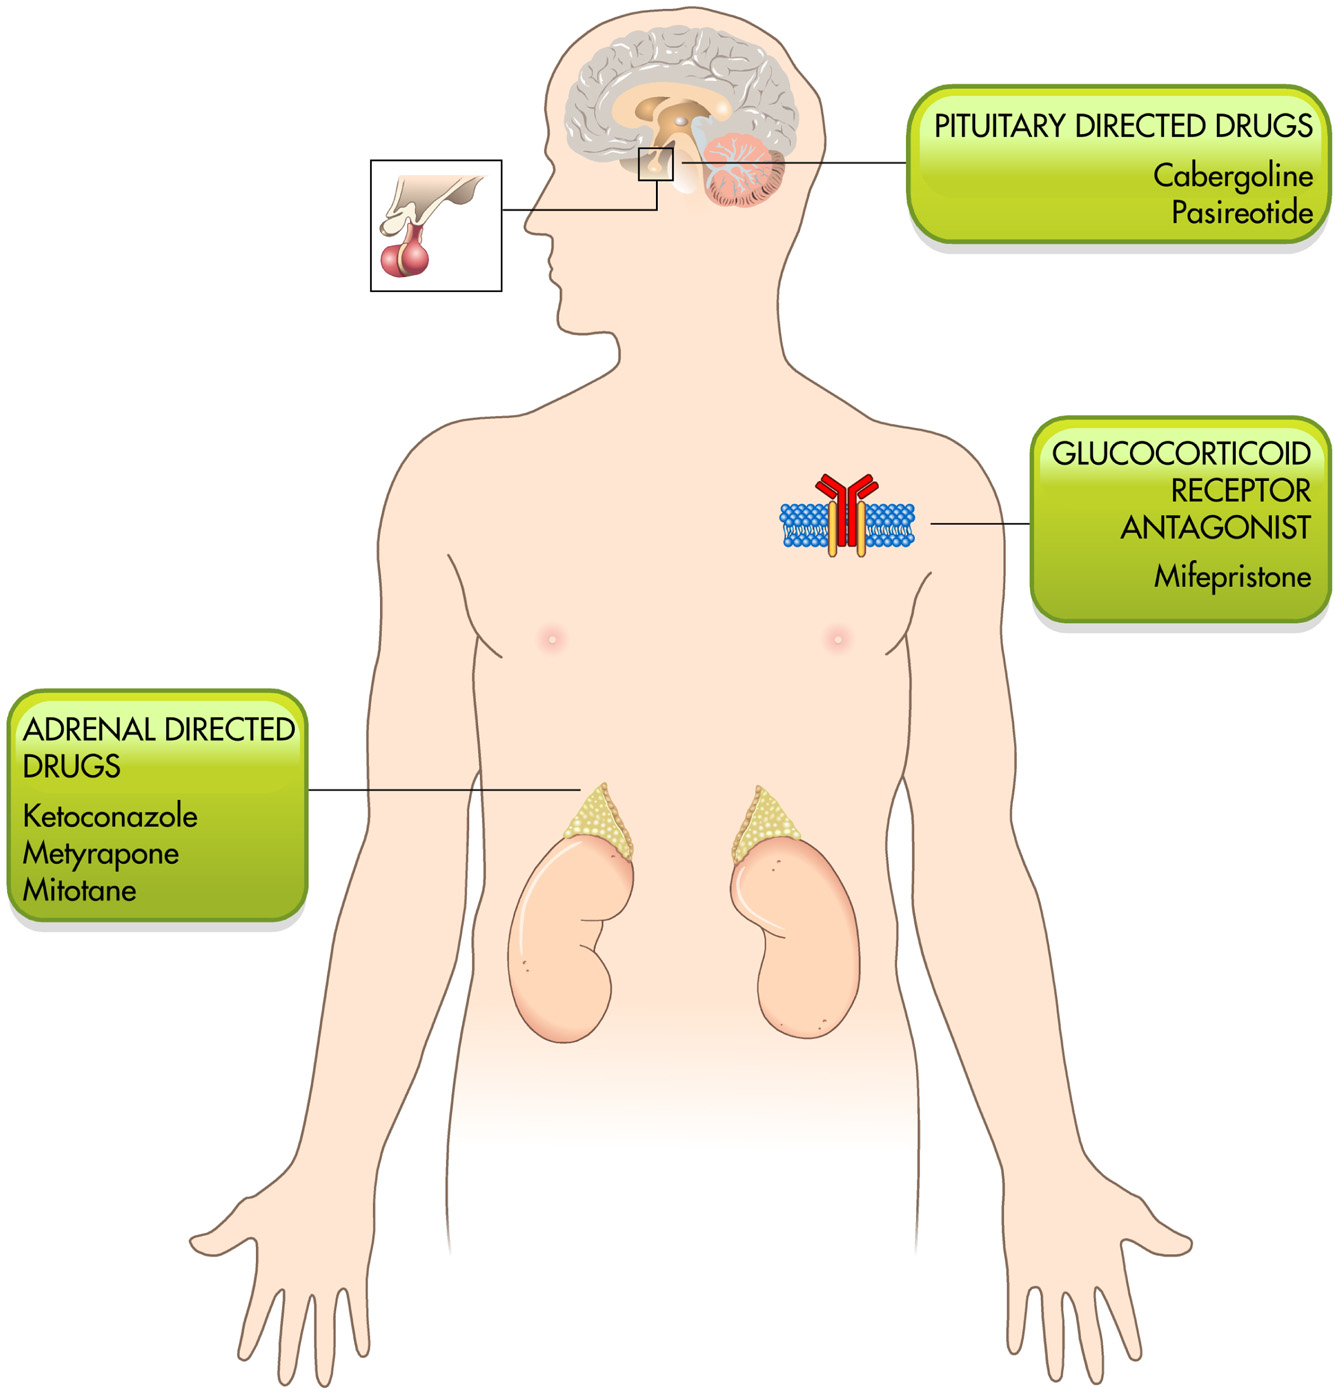 PITUITARY DIRECTED DRUGS
Cabergoline
Pasireotide
GLUCOCORTICOID
RECEPTOR
ANTAGONIST
Mifepristone
ADRENAL DIRECTED
DRUGS
Ketoconazole
Metyrapone
Mitotane